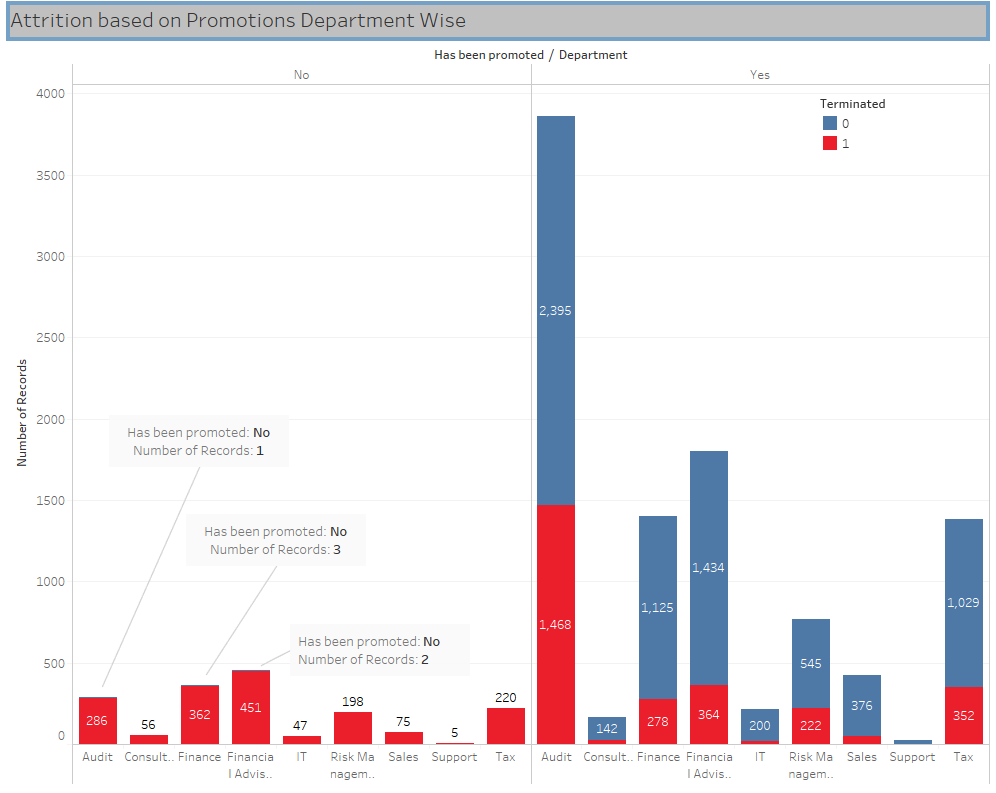 Attrition based on Promotions Department Wise
Has been promoted / Department
No
Yes
Terminated
0
1
Number of Records
4000
3500
3000
2500
2000
1500
1000
500
0
Has been promoted: No
Number of Records: 1
Has been promoted: No
Number of Records: 3
Has been promoted: No
Number of Records: 2
286
56
362
451
47
198
75
5
220
2,395
1,468
142
1,125
278
1,434
364
200
545
222
376
1,029
352
Audit
Consult..
Finance
Financia
l Advis..
IT
Risk Ma
nagem..
Sales
Support
Tax
Audit
Consult..
Finance
Financia
l Advis..
IT
Risk Ma
nagem..
Sales
Support
Tax